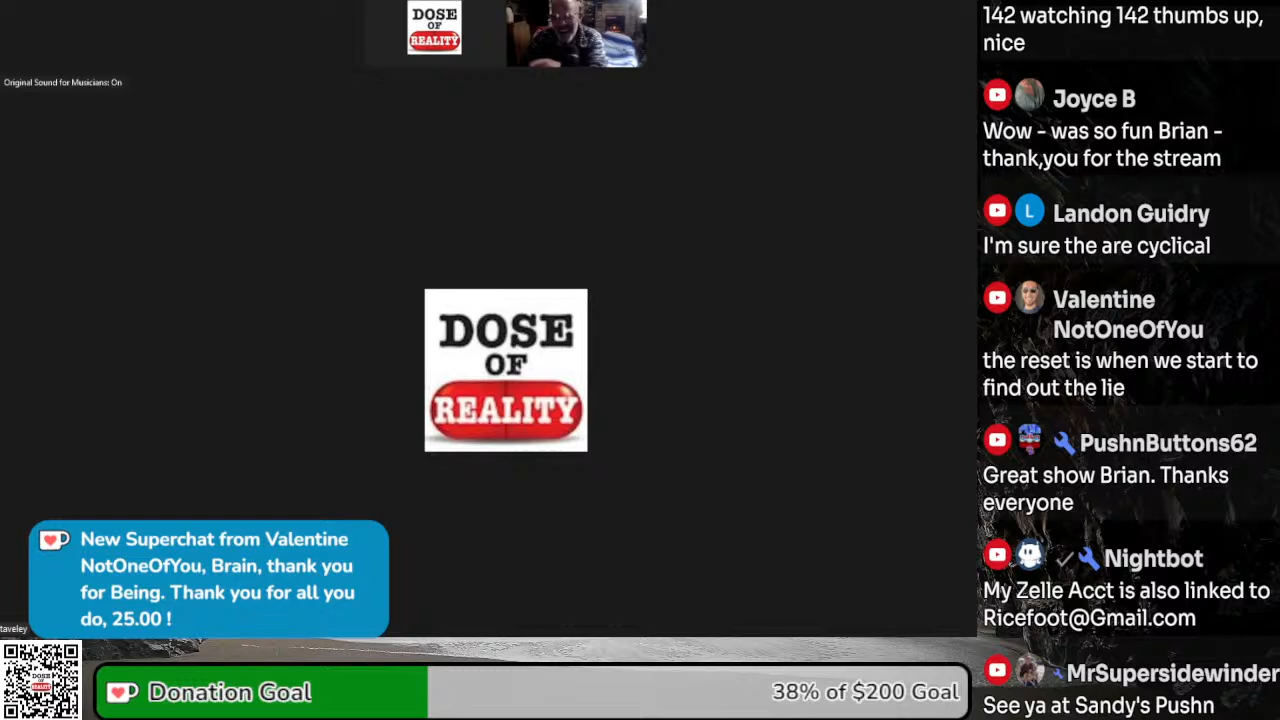 DOSE
OF
REALITY
Original Sound for Musicians: On
DOSE
OF
REALITY
New Superchat from Valentine
NotOneOfYou, Brain, thank you
for Being. Thank you for all you
do, 25.00 !
taveley
DOSE
OF
REALITY
Donation Goal
38% of $200 Goal
142 watching 142 thumbs up,
nice
Joyce B
Wow - was so fun Brian -
thank,you for the stream
L
Landon Guidry
I'm sure the are cyclical
Valentine
NotOneOfYou
the reset is when we start to
find out the lie
PushnButtons62
Great show Brian. Thanks
everyone
Nightbot
My Zelle Acct is also linked to
Ricefoot@Gmail.com
MrSupersidewinder
See ya at Sandy's Pushn